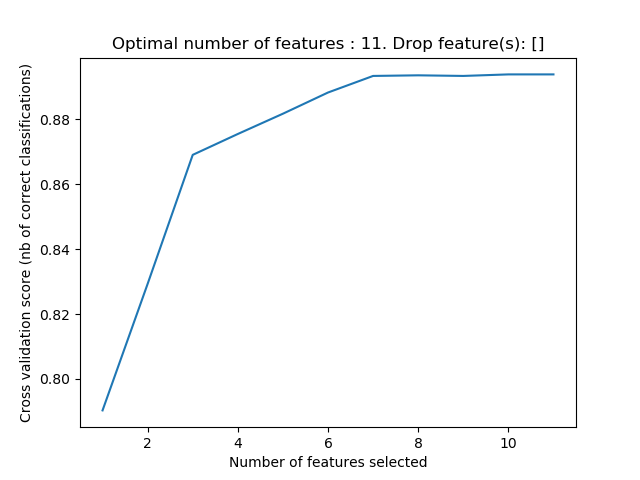 Optimal number of features : 11. Drop feature(s): []
Cross validation score (nb of correct classifications)
0.88
0.86
0.84
0.82
0.80
2 4 6 8 10
Number of features selected